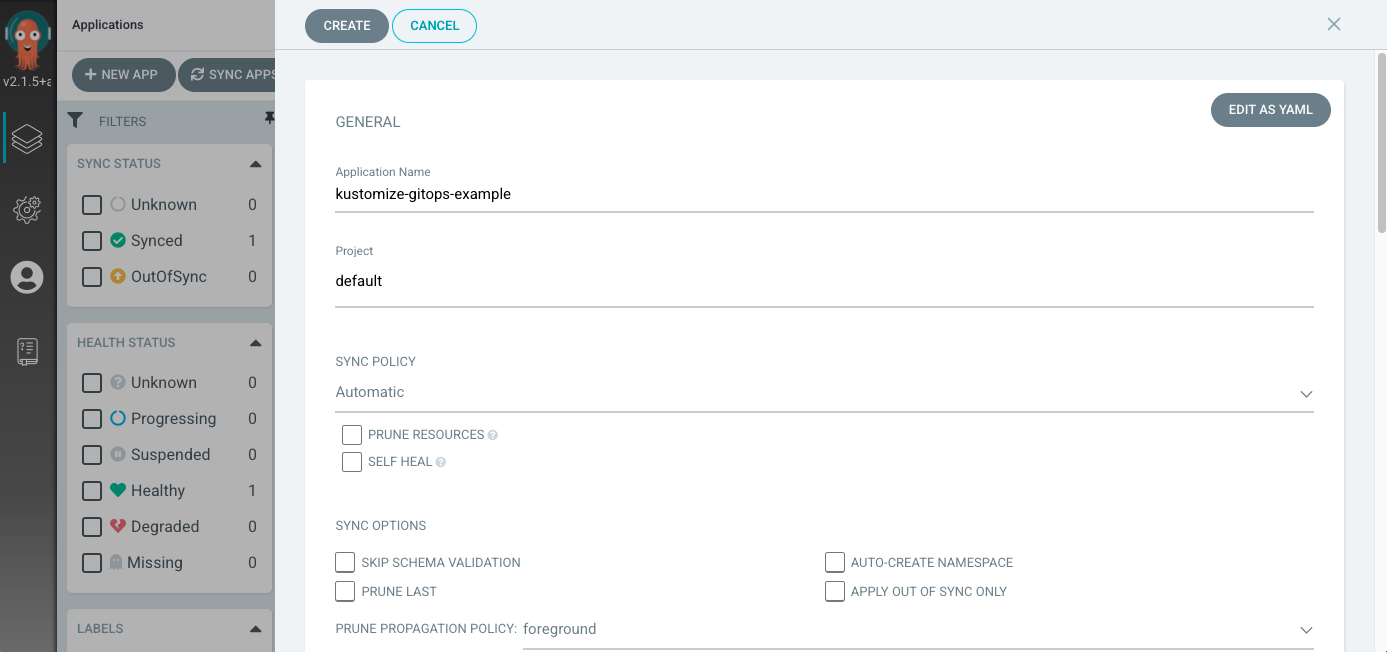 Applications
CREATE
CANCEL
v2.1.5+a
NEW APP
SYNC APPS
FILTERS
SYNC STATUS
Unknown 0
Synced 1
OutOfSync 0
HEALTH STATUS
Unknown 0
Progressing 0
Suspended 0
Healthy 1
Degraded 0
Missing 0
LABELS
GENERAL
EDIT AS YAML
Application Name
kustomize-gitops-example
Project
default
SYNC POLICY
Automatic
PRUNE RESOURCES ?
SELF HEAL ?
SYNC OPTIONS
SKIP SCHEMA VALIDATION
AUTO-CREATE NAMESPACE
PRUNE LAST
APPLY OUT OF SYNC ONLY
PRUNE PROPAGATION POLICY: foreground